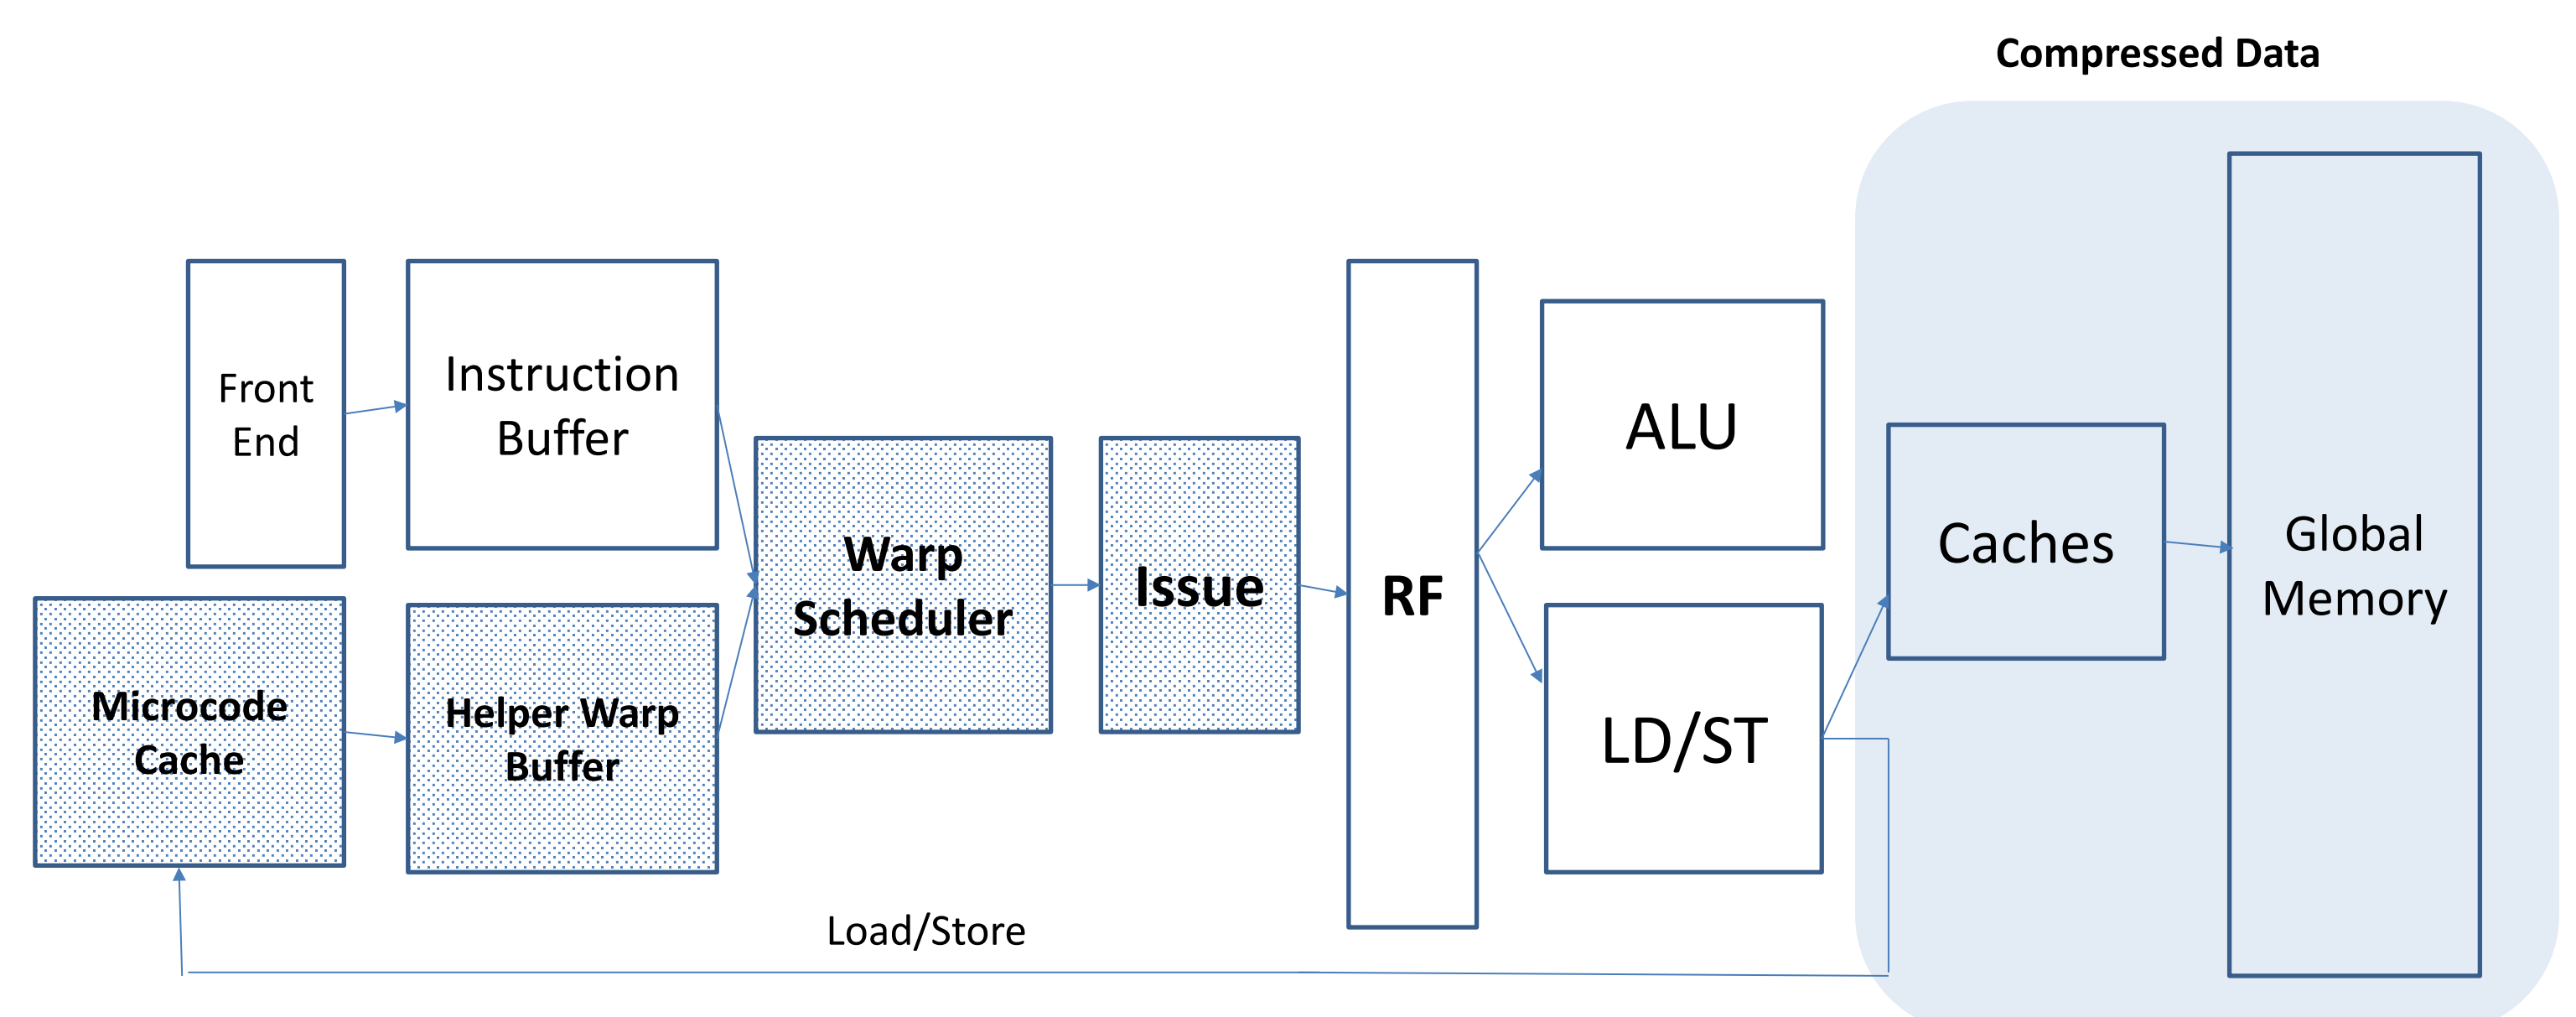 Compressed Data
Front
End
Instruction
Buffer
Microcode
Cache
Helper Warp
Buffer
Warp
Scheduler
Issue
RF
ALU
LD/ST
Caches
Global
Memory
Load/Store